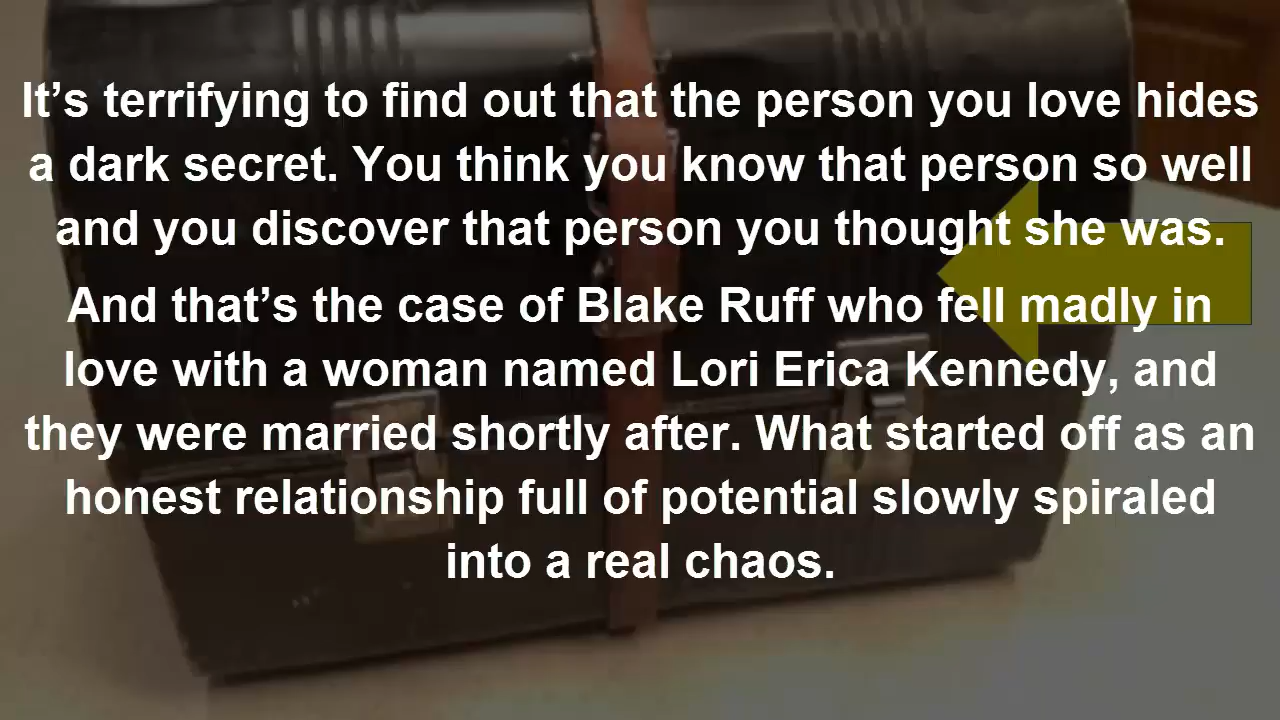 It’s terrifying to find out that the person you love hides
a dark secret. You think you know that person so well
and you discover that person you thought she was.
And that’s the case of Blake Ruff who fell madly in
love with a woman named Lori Erica Kennedy, and
they were married shortly after. What started off as an
honest relationship full of potential slowly spiraled
into a real chaos.